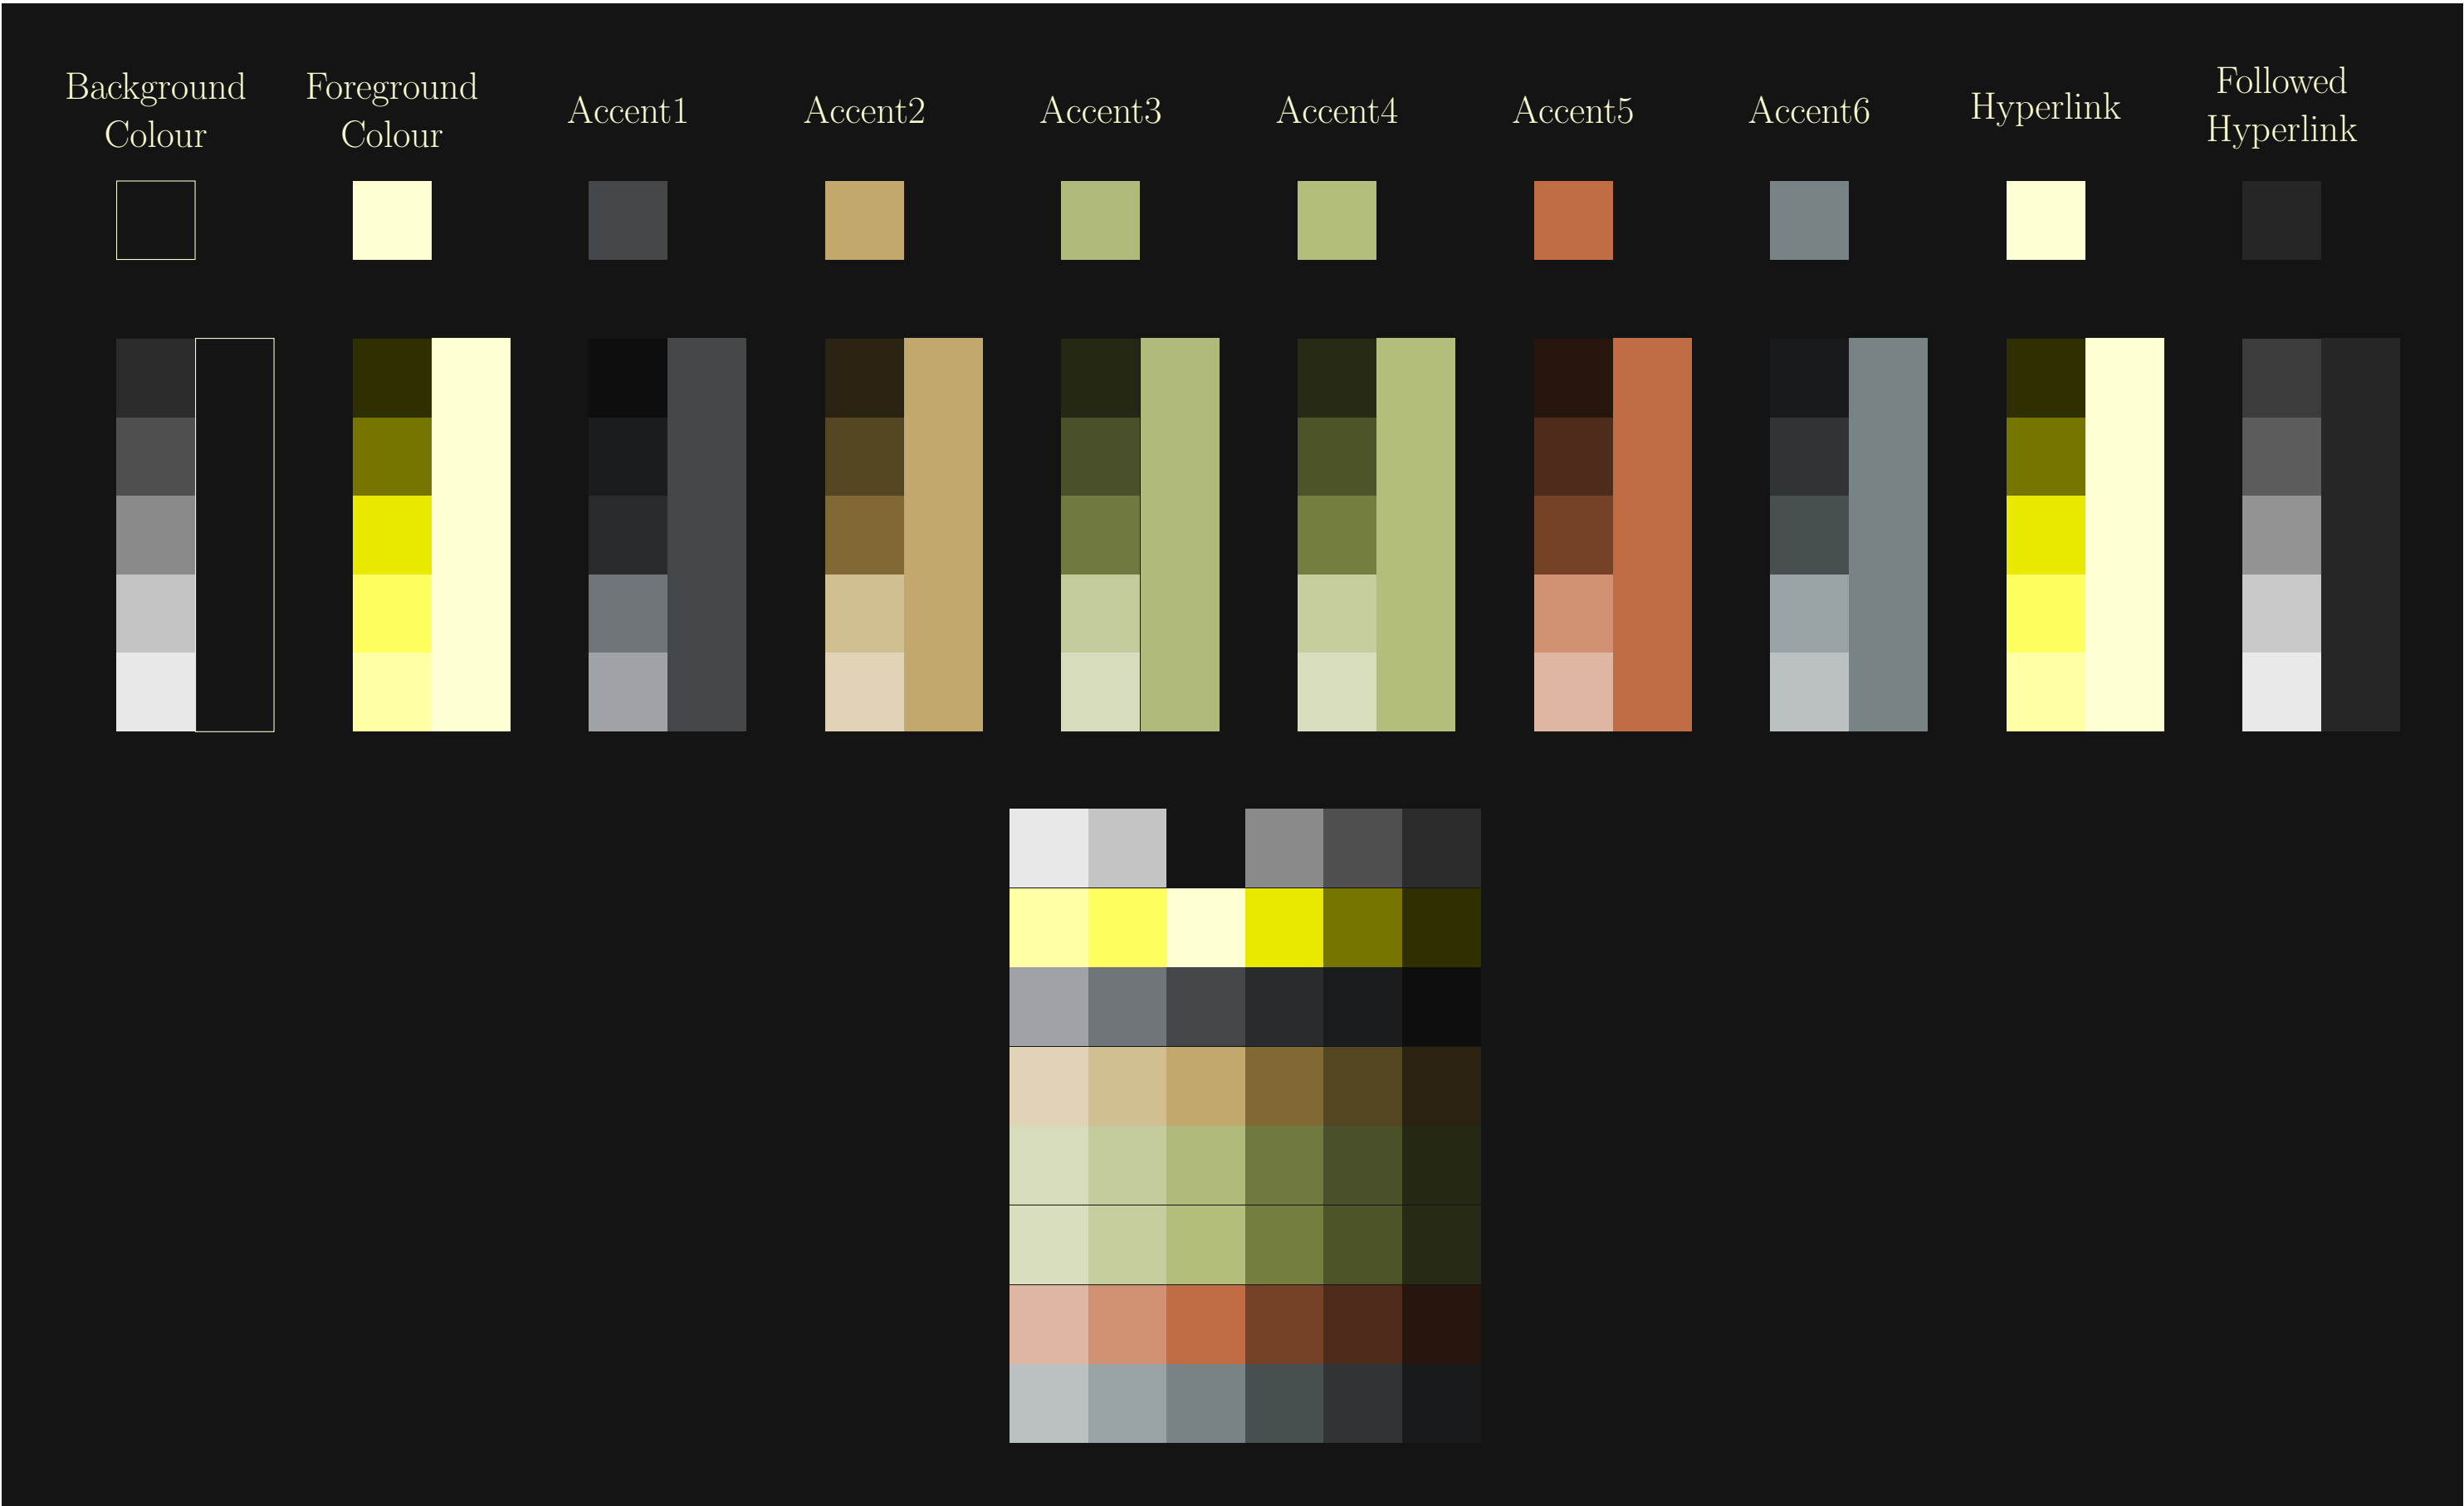 Background
Colour
Foreground
Colour
Accent1
Accent2
Accent3
Accent4
Accent5
Accent6
Hyperlink
Followed
Hyperlink